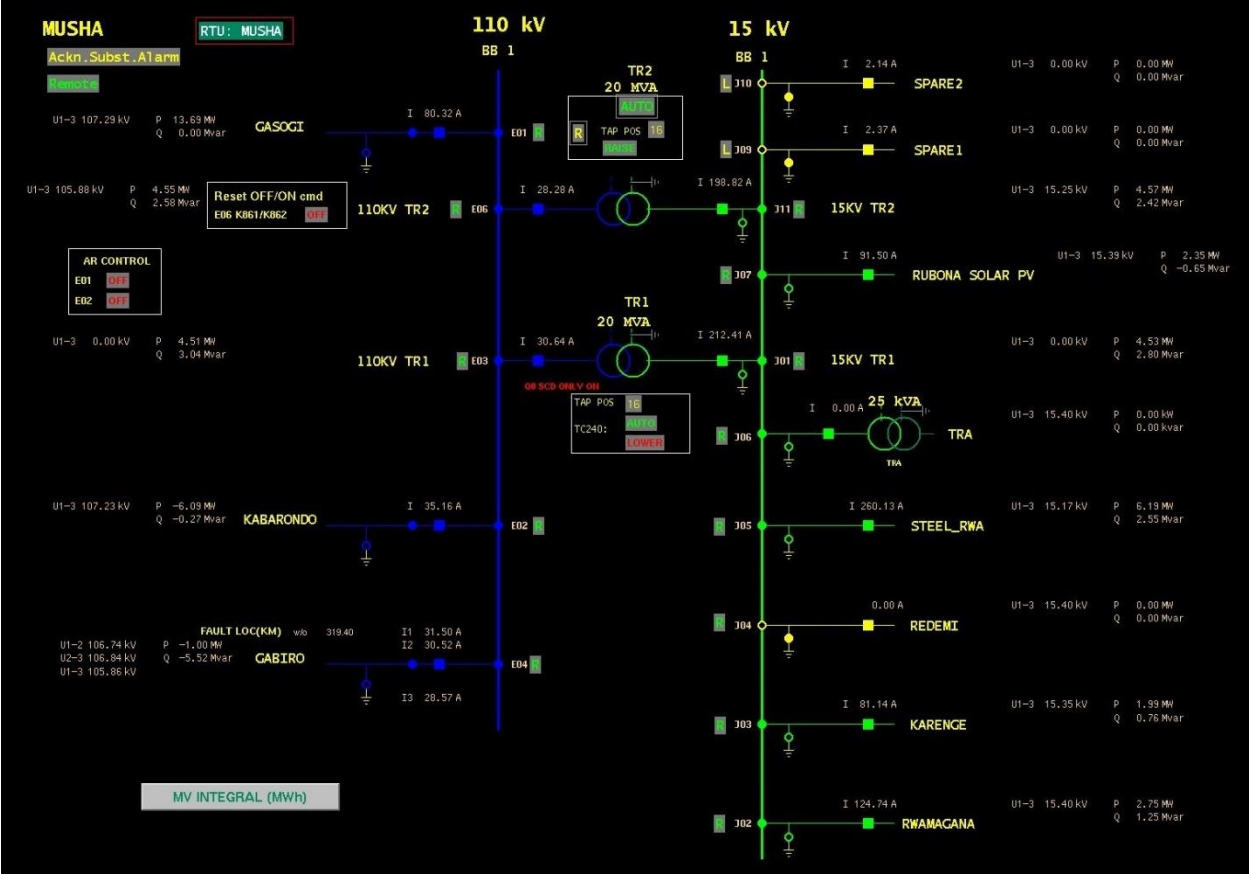 MUSHA
RTU: MUSHA
Ackn.Subst.Alarm
Remote
110 kV
BB 1
15 kV
BB 1
TR2
20 MVA
AUTO
R TAP POS 16
RAISE
U1-3 107.29 kV P 13.69 MW
Q 0.00 Mvar
GASOGI
I 80.32 A
E01 R
U1-3 105.88 kV P 4.55 MW
Q 2.58 Mvar
Reset OFF/ON cmd
E06 K861/K862 OFF
110KV TR2 R E06
I 28.28 A
I 198.82 A
AR CONTROL
E01 OFF
E02 OFF
TR1
20 MVA
U1-3 0.00 kV P 4.51 MW
Q 3.04 Mvar
110KV TR1 R E03
I 30.64 A
I 212.41 A
Q0 SCD ONLY ON
TAP POS 16
TC240: AUTO
LOWER
U1-3 107.23 kV P -6.09 MW
Q -0.27 Mvar
KABARONDO
I 35.16 A
E02 R
FAULT LOC(KM) w/o 319.40
U1-2 106.74 kV P -1.00 MW
U2-3 106.84 kV Q -5.52 Mvar
U1-3 105.86 kV
GABIRO
I1 31.50 A
I2 30.52 A
I3 28.57 A
E04 R
MV INTEGRAL (MWh)
L J10
I 2.14 A
SPARE2
U1-3 0.00 kV P 0.00 MW
Q 0.00 Mvar
L J09
I 2.37 A
SPARE1
U1-3 0.00 kV P 0.00 MW
Q 0.00 Mvar
J11 R
15KV TR2
U1-3 15.25 kV P 4.57 MW
Q 2.42 Mvar
R J07
I 91.50 A
RUBONA SOLAR PV
U1-3 15.39 kV P 2.35 MW
Q -0.65 Mvar
J01 R
15KV TR1
U1-3 0.00 kV P 4.53 MW
Q 2.80 Mvar
R J06
I 0.00 A
25 kVA
TRA
TRA
U1-3 15.40 kV P 0.00 kW
Q 0.00 kvar
R J05
I 260.13 A
STEEL_RWA
U1-3 15.17 kV P 6.19 MW
Q 2.55 Mvar
R J04
0.00 A
REDEMI
U1-3 15.40 kV P 0.00 MW
Q 0.00 Mvar
R J03
I 81.14 A
KARENGE
U1-3 15.35 kV P 1.99 MW
Q 0.76 Mvar
R J02
I 124.74 A
RWAMAGANA
U1-3 15.40 kV P 2.75 MW
Q 1.25 Mvar